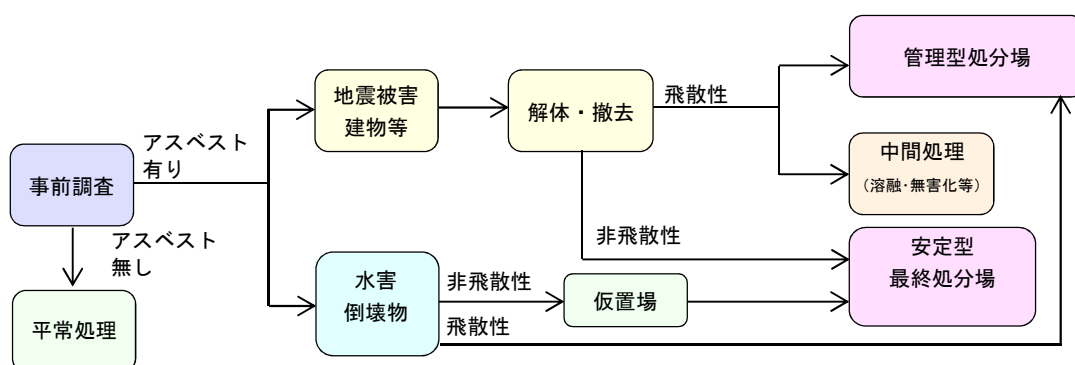 事前調査
アスベスト
有り
アスベスト
無し
平常処理
地震被害
建物等
解体・撤去
飛散性
管理型処分場
中間処理
（溶融・無害化等）
非飛散性
安定型
最終処分場
水害
倒壊物
非飛散性
仮置場
飛散性